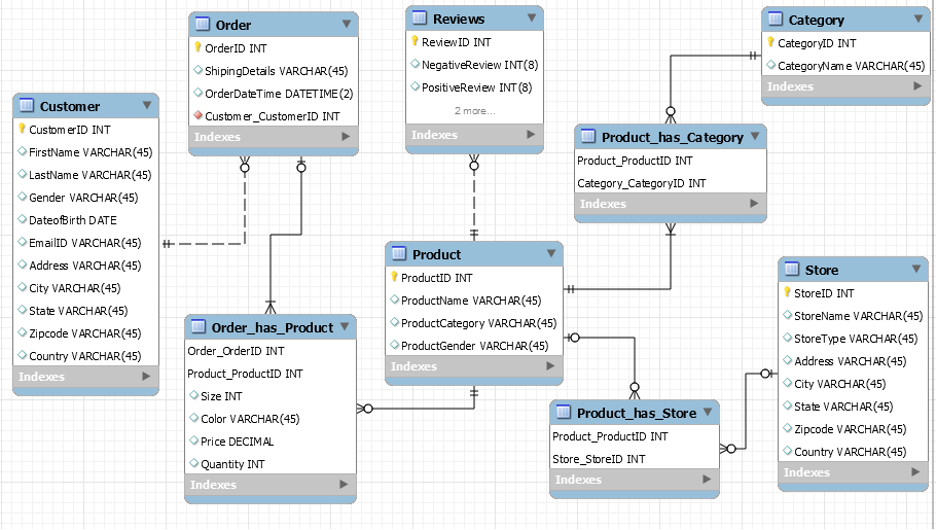 Order
OrderID INT
ShipingDetails VARCHAR(45)
OrderDateTime DATETIME(2)
Customer_CustomerID INT
Indexes
Reviews
ReviewID INT
NegativeReview INT(8)
PositiveReview INT(8)
2 more...
Indexes
Category
CategoryID INT
CategoryName VARCHAR(45)
Indexes
Customer
CustomerID INT
FirstName VARCHAR(45)
LastName VARCHAR(45)
Gender VARCHAR(45)
DateofBirth DATE
EmailID VARCHAR(45)
Address VARCHAR(45)
City VARCHAR(45)
State VARCHAR(45)
Zipcode VARCHAR(45)
Country VARCHAR(45)
Indexes
Product_has_Category
Product_ProductID INT
Category_CategoryID INT
Indexes
Product
ProductID INT
ProductName VARCHAR(45)
ProductCategory VARCHAR(45)
ProductGender VARCHAR(45)
Indexes
Store
StoreID INT
StoreName VARCHAR(45)
StoreType VARCHAR(45)
Address VARCHAR(45)
City VARCHAR(45)
State VARCHAR(45)
Zipcode VARCHAR(45)
Country VARCHAR(45)
Indexes
Order_has_Product
Order_OrderID INT
Product_ProductID INT
Size INT
Color VARCHAR(45)
Price DECIMAL
Quantity INT
Indexes
Product_has_Store
Product_ProductID INT
Store_StoreID INT
Indexes